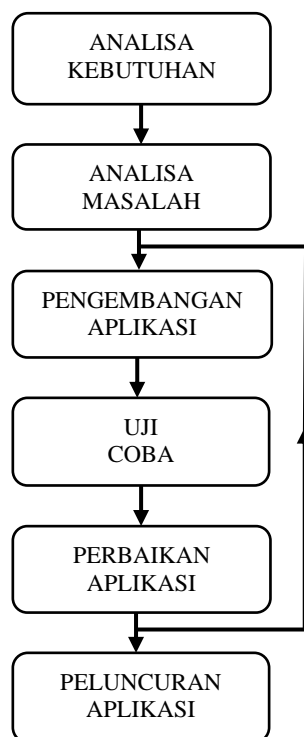 ANALISA
KEBUTUHAN
ANALISA
MASALAH
PENGEMBANGAN
APLIKASI
UJI
COBA
PERBAIKAN
APLIKASI
PELUNCURAN
APLIKASI